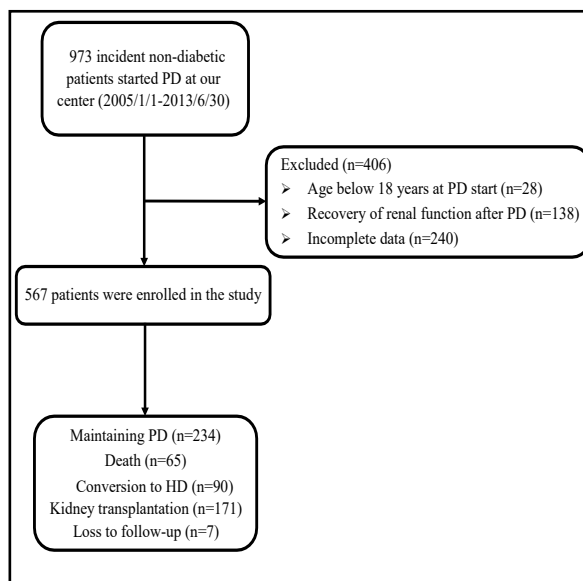 973 incident non-diabetic
patients started PD at our
center (2005/1/1-2013/6/30)
Excluded (n=406)
➢ Age below 18 years at PD start (n=28)
➢ Recovery of renal function after PD (n=138)
➢ Incomplete data (n=240)
567 patients were enrolled in the study
Maintaining PD (n=234)
Death (n=65)
Conversion to HD (n=90)
Kidney transplantation (n=171)
Loss to follow-up (n=7)